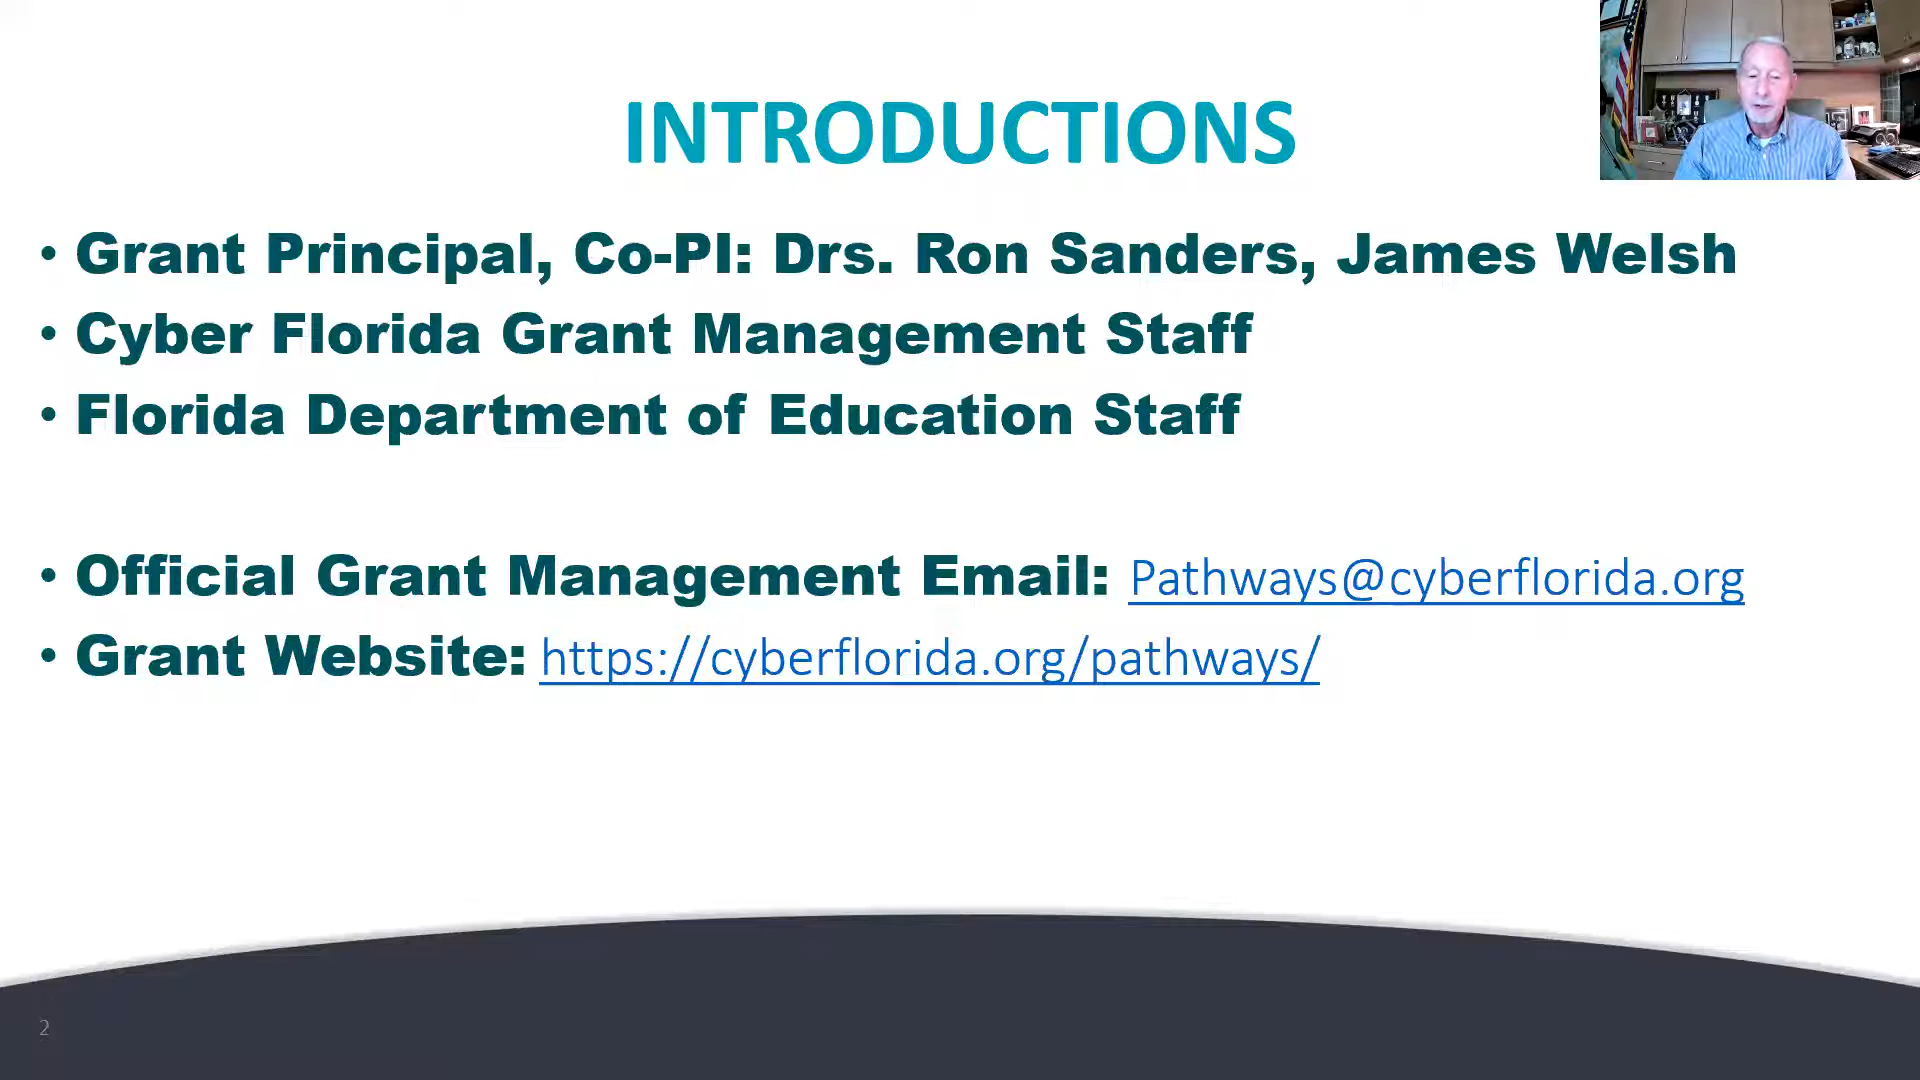 INTRODUCTIONS
• Grant Principal, Co-PI: Drs. Ron Sanders, James Welsh
• Cyber Florida Grant Management Staff
• Florida Department of Education Staff
• Official Grant Management Email: Pathways@cyberflorida.org
• Grant Website: https://cyberflorida.org/pathways/
2